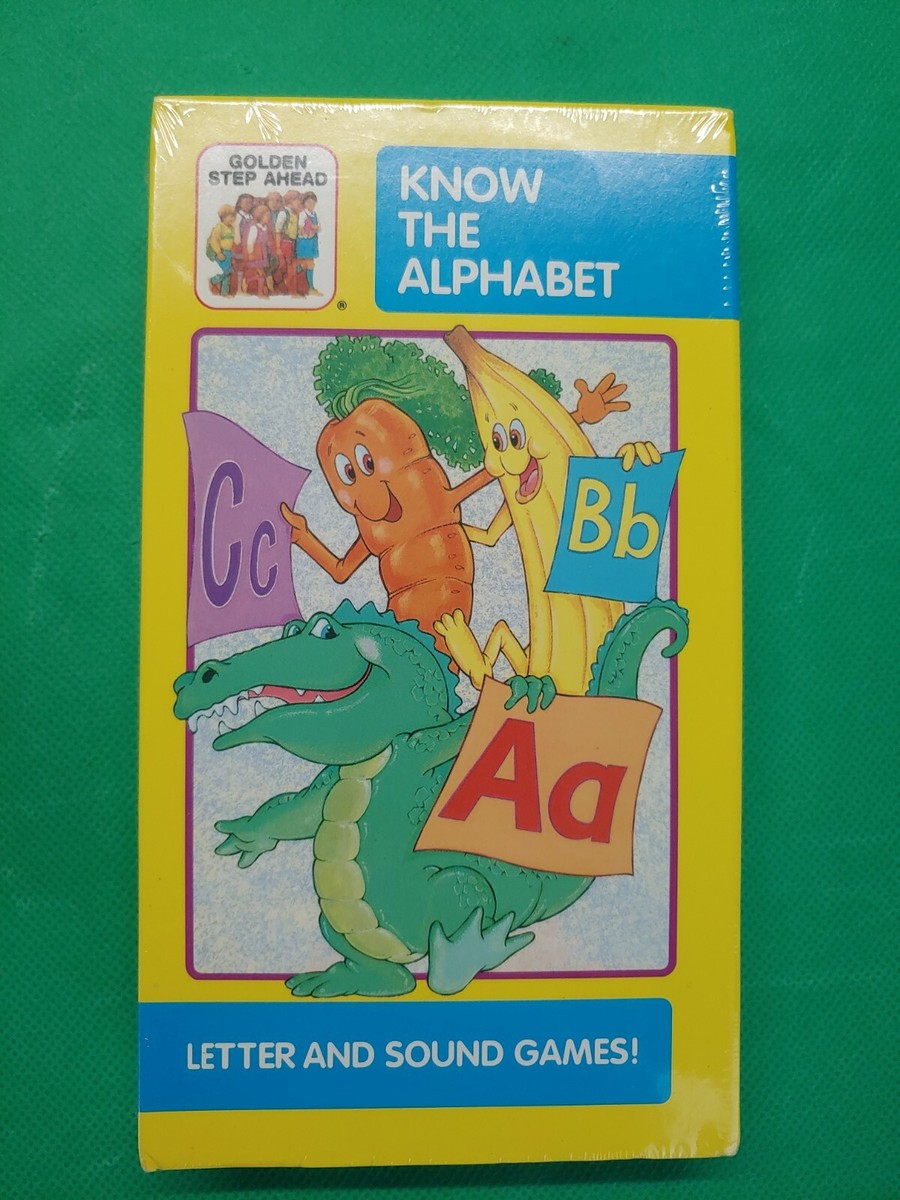 GOLDEN
STEP AHEAD
®
KNOW
THE
ALPHABET
Cc
Bb
Aa
LETTER AND SOUND GAMES!